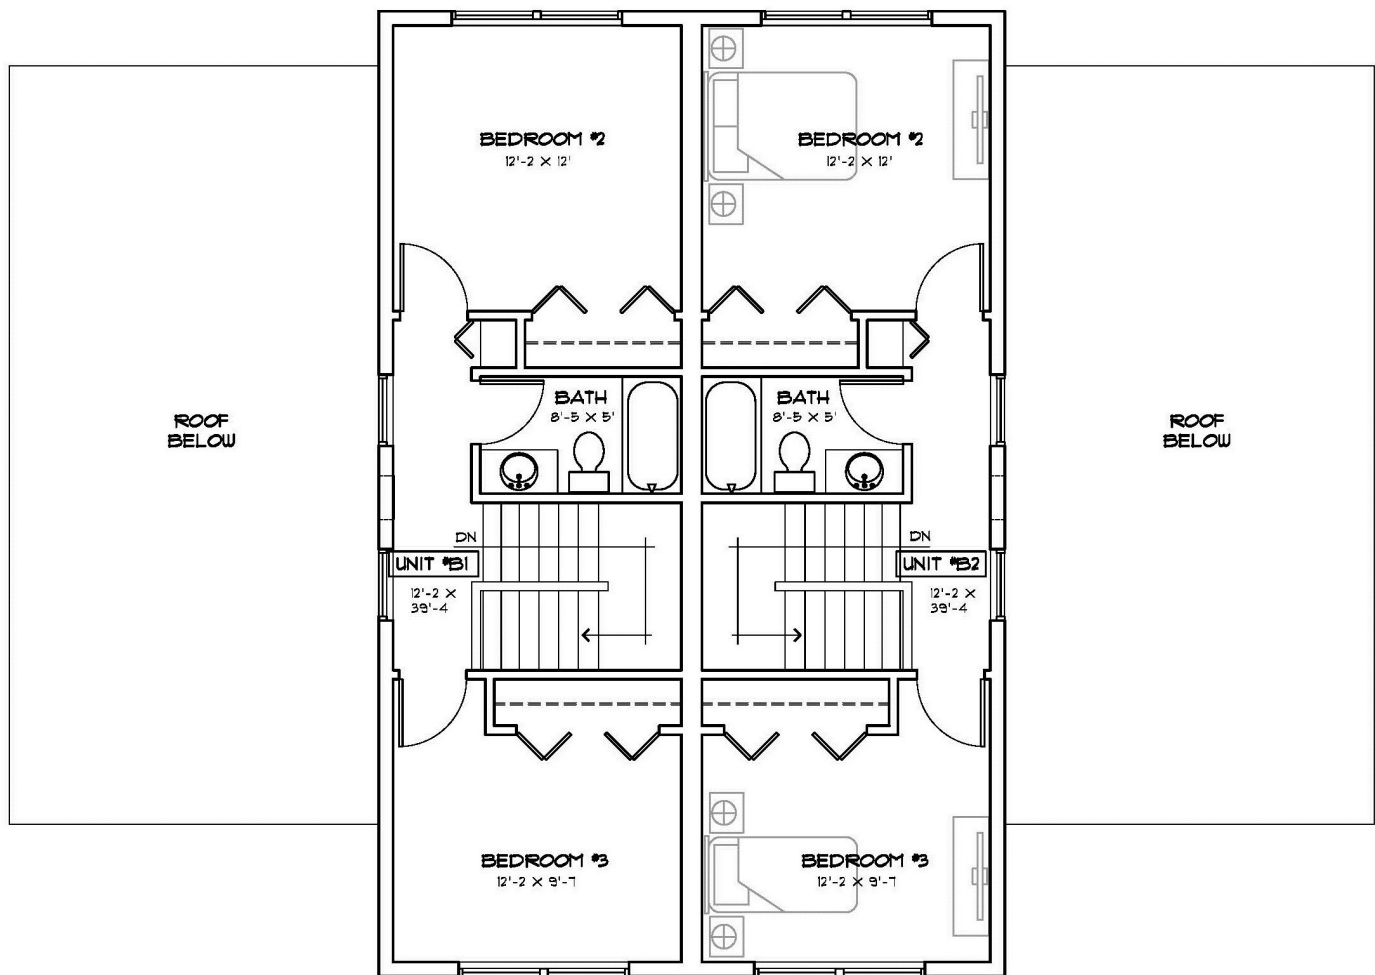 BEDROOM #2
12'-2 X 12'
BEDROOM #2
12'-2 X 12'
BATH
8'-5 X 5'
BATH
8'-5 X 5'
ROOF
BELOW
ROOF
BELOW
DN
DN
UNIT #B1
12'-2 X
39'-4
UNIT #B2
12'-2 X
39'-4
BEDROOM #3
12'-2 X 9'-7
BEDROOM #3
12'-2 X 9'-7